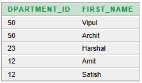 DPARTMENT_ID FIRST_NAME
50 Vipul
50 Archit
23 Harshal
12 Amit
12 Satish